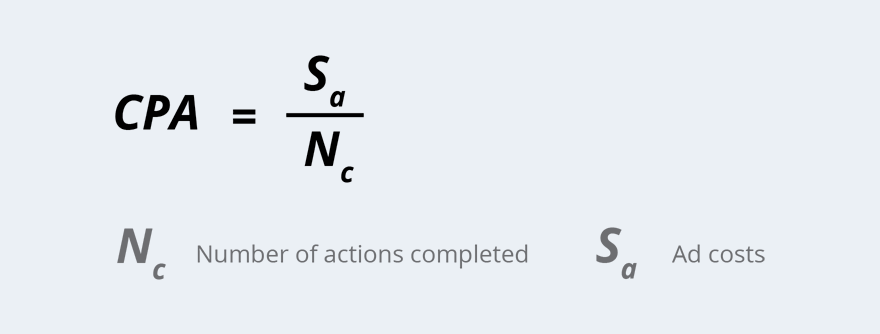 CPA = Sa
Nc
Nc Number of actions completed Sa Ad costs